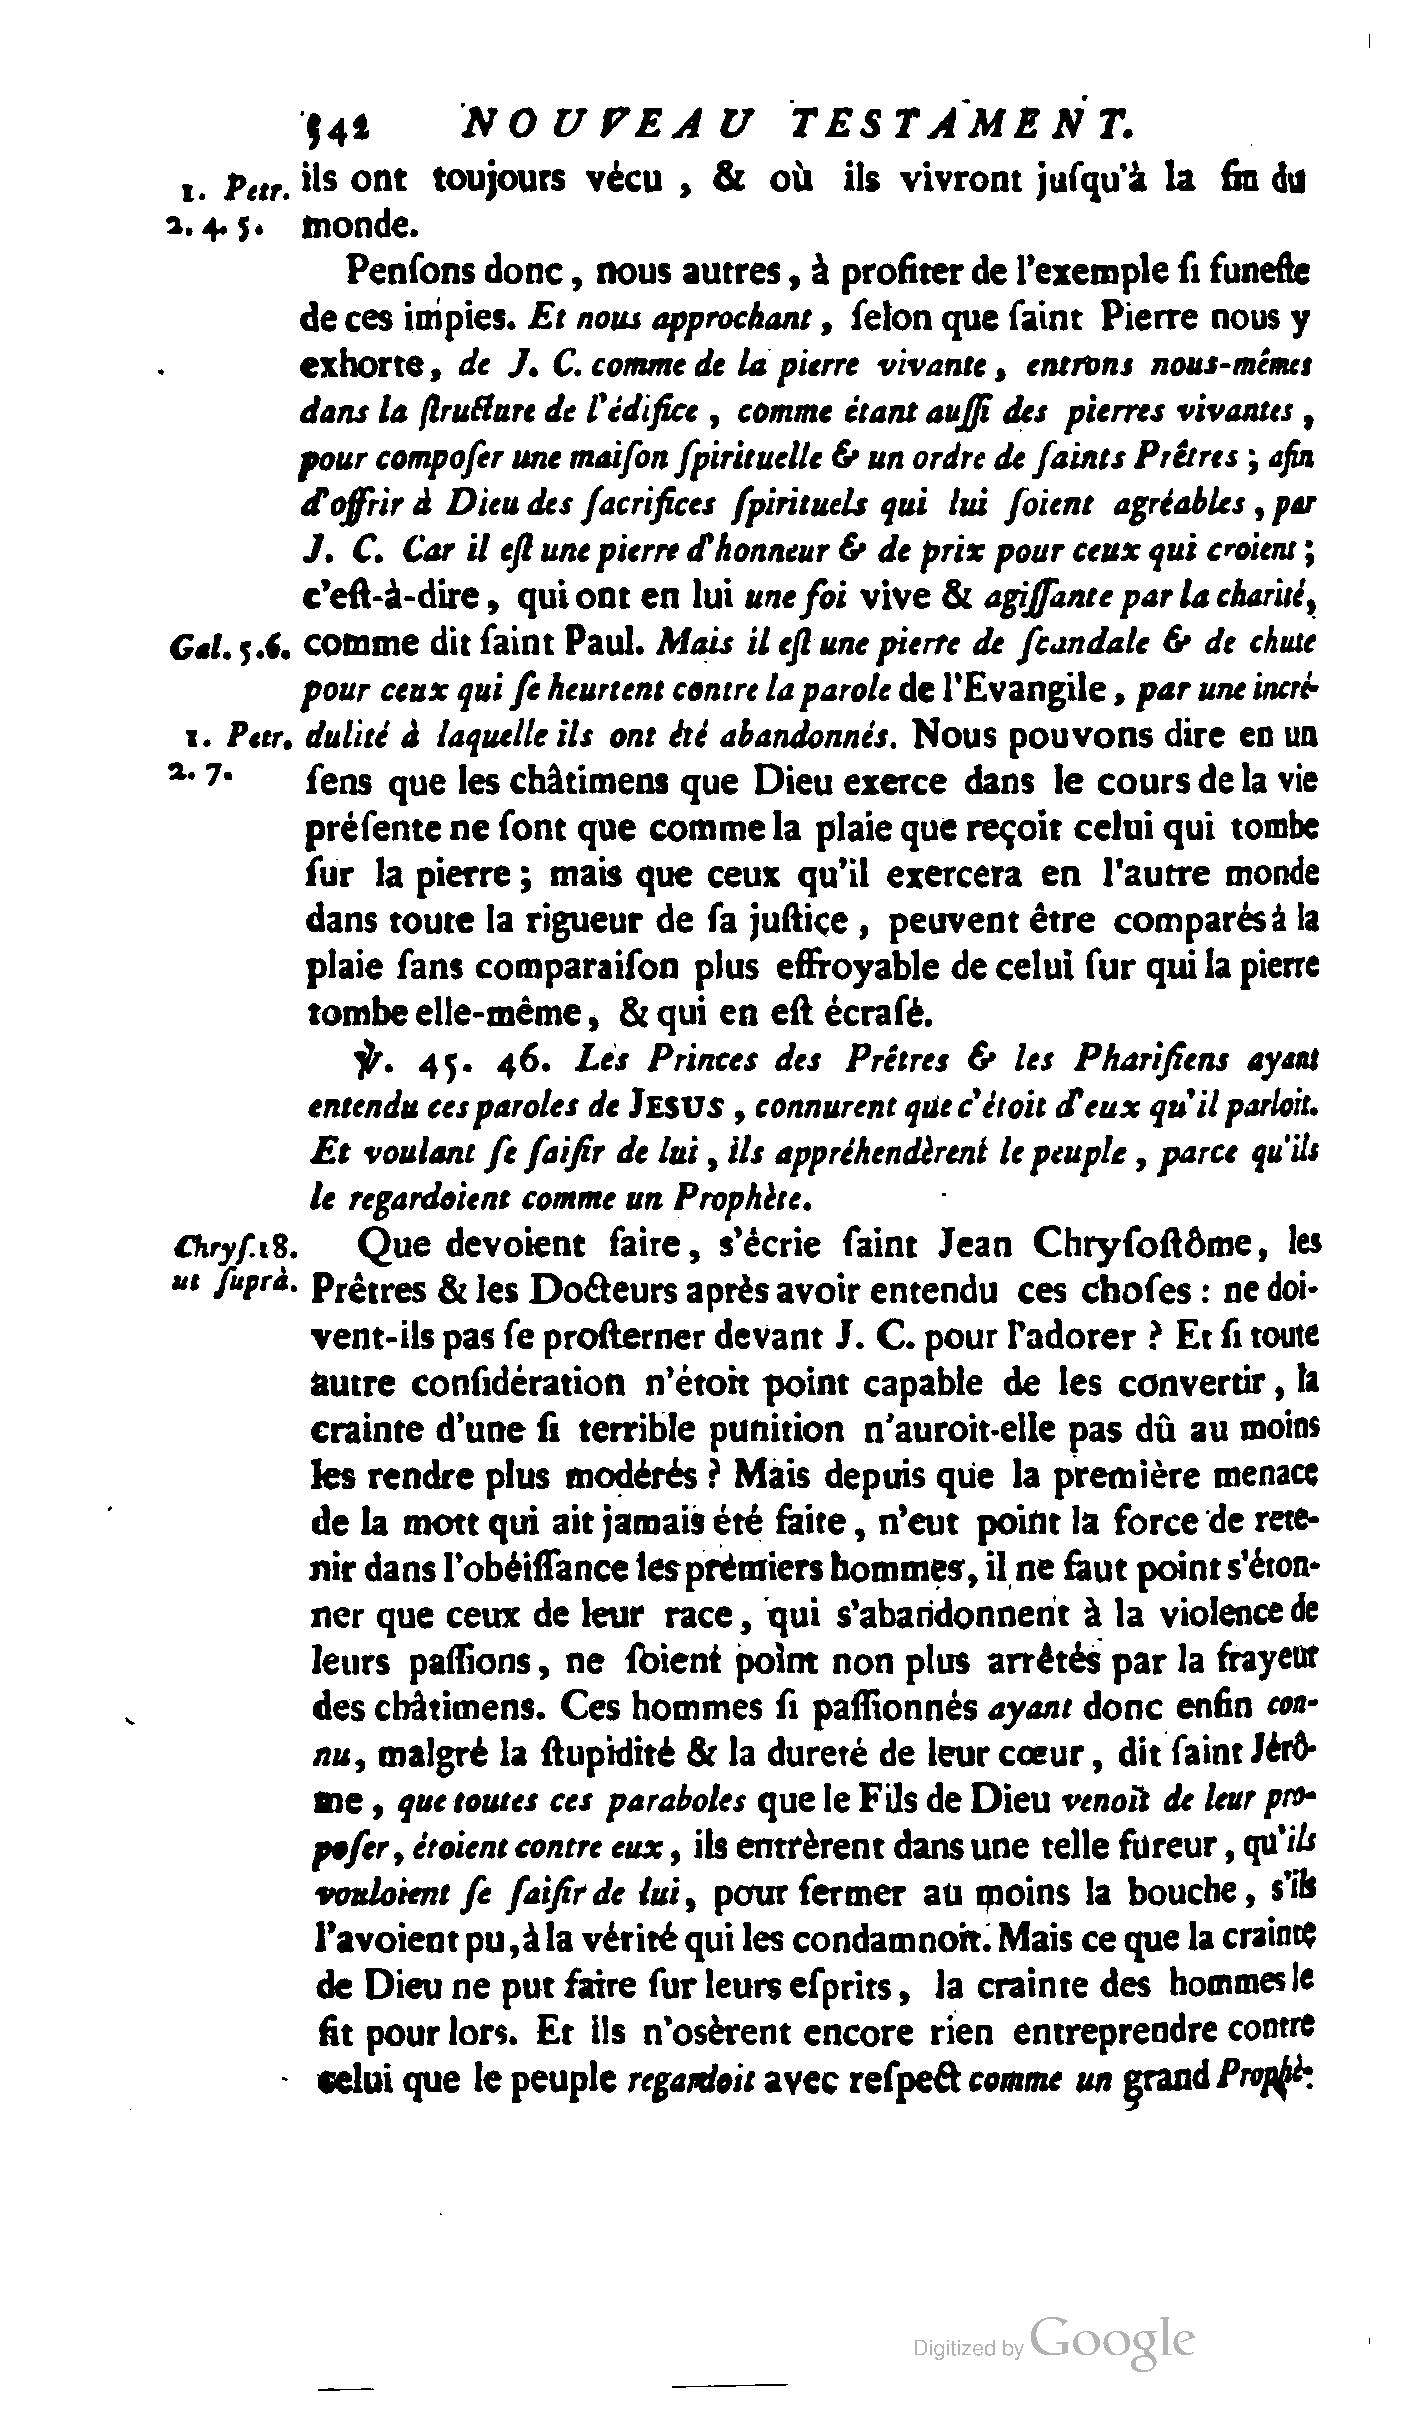 542 NOUVEAU TESTAMENT.
1. Petr. ils ont toujours vécu , & où ils vivront juſqu'à la fin du
2. 4. 5. monde.
Penſons donc , nous autres , à profiter de l'exemple ſi funeſte
de ces impies. Et nous approchant , ſelon que ſaint Pierre nous y
exhorte, de J. C. comme de la pierre vivante , entrons nous-mêmes
dans la ſtructure de l'édifice , comme étant auſſi des pierres vivantes ,
pour compoſer une maiſon ſpirituelle & un ordre de ſaints Prêtres ; afin
d'offrir à Dieu des ſacrifices ſpirituels qui lui ſoient agréables , par
J. C. Car il eſt une pierre d'honneur & de prix pour ceux qui croient ;
c'eſt-à-dire, qui ont en lui une foi vive & agiſſante par la charité,
Gal. 5.6. comme dit ſaint Paul. Mais il eſt une pierre de ſcandale & de chute
pour ceux qui ſe heurtent contre la parole de l'Evangile , par une incré-
1. Petr. dulité à laquelle ils ont été abandonnés. Nous pouvons dire en un
2. 7. ſens que les châtimens que Dieu exerce dans le cours de la vie
préſente ne ſont que comme la plaie que reçoit celui qui tombe
ſur la pierre ; mais que ceux qu'il exercera en l'autre monde
dans toute la rigueur de ſa juſtice , peuvent être comparés à la
plaie ſans comparaiſon plus effroyable de celui ſur qui la pierre
tombe elle-même, & qui en eſt écraſé.
℣. 45. 46. Les Princes des Prêtres & les Phariſiens ayant
entendu ces paroles de JESUS , connurent que c'étoit d'eux qu'il parloit.
Et voulant ſe ſaiſir de lui , ils appréhendèrent le peuple , parce qu'ils
le regardoient comme un Prophète.
Chryſ. 18. Que devoient faire, s'écrie ſaint Jean Chryſoſtôme, les
ut ſuprà. Prêtres & les Docteurs après avoir entendu ces choſes : ne doi-
vent-ils pas ſe proſterner devant J. C. pour l'adorer ? Et ſi toute
autre conſidération n'étoit point capable de les convertir , la
crainte d'une ſi terrible punition n'auroit-elle pas dû au moins
les rendre plus modérés ? Mais depuis que la première menace
de la mort qui ait jamais été faite, n'eut point la force de rete-
nir dans l'obéiſſance les prémiers hommes, il ne faut point s'éton-
ner que ceux de leur race, qui s'abandonnent à la violence de
leurs paſſions, ne ſoient point non plus arrêtés par la frayeur
des châtimens. Ces hommes ſi paſſionnés ayant donc enfin con-
nu, malgré la ſtupidité & la dureté de leur cœur , dit ſaint Jérô-
me , que toutes ces paraboles que le Fils de Dieu venoit de leur pro-
poſer, étoient contre eux , ils entrèrent dans une telle fureur , qu'ils
vouloient ſe ſaiſir de lui, pour fermer au moins la bouche, s'ils
l'avoient pu, à la vérité qui les condamnoit. Mais ce que la crainte
de Dieu ne put faire ſur leurs eſprits, la crainte des hommes le
fit pour lors. Et ils n'osèrent encore rien entreprendre contre
celui que le peuple regardoit avec reſpect comme un grand Prophè-
Digitized by Google